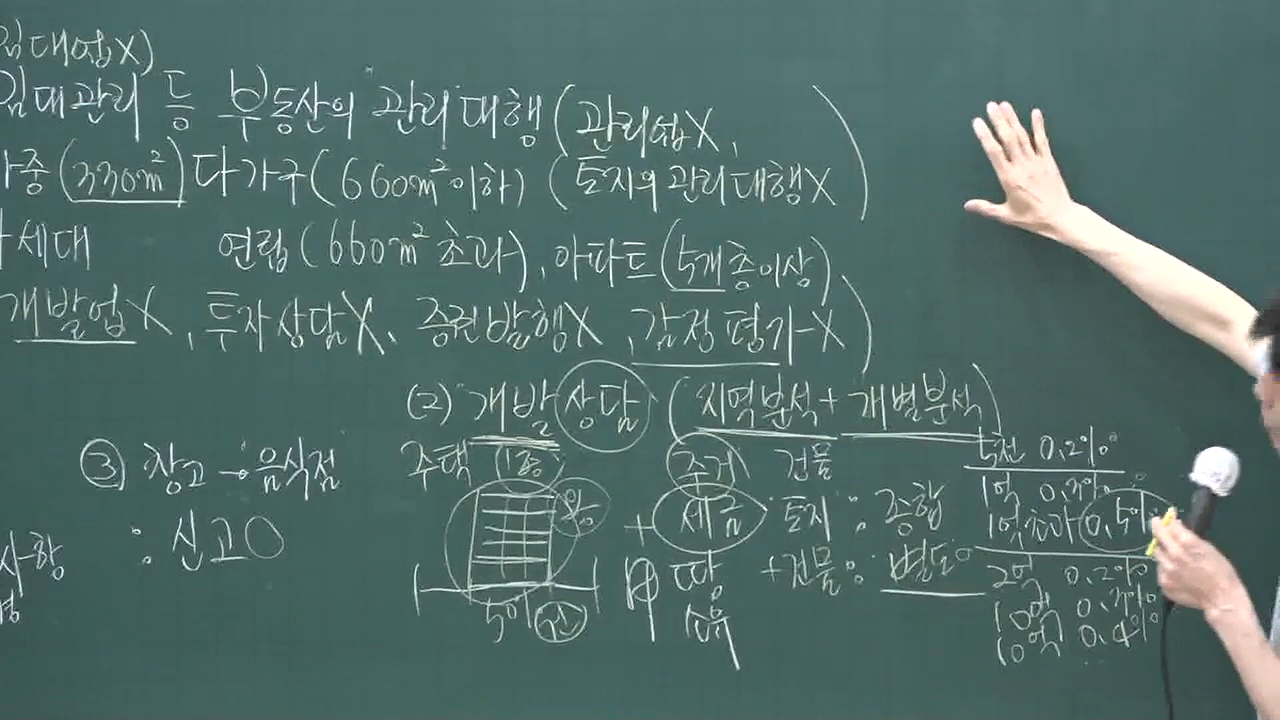 임대업X)
임대관리 등 부동산의 관리대행 (관리업X,
가중(330m²) 다가구(660m²이하) (토지의 관리대행X)
세대 연립(660m²초과), 아파트(5개층이상)
개발업X, 투자상담X, 증권발행X, 감정평가X)
(2) 개발상담 (지역분석+개별분석)
③ 창고→음식점
: 신고○
주택 1종 주거 건물
+ 세금 토지 : 종합
땅 +건물 : 별도
5억
5천 0.2%
1억
1억초과 0.5%
2억 0.2%
10억 0.3%
10억 0.4%
사항